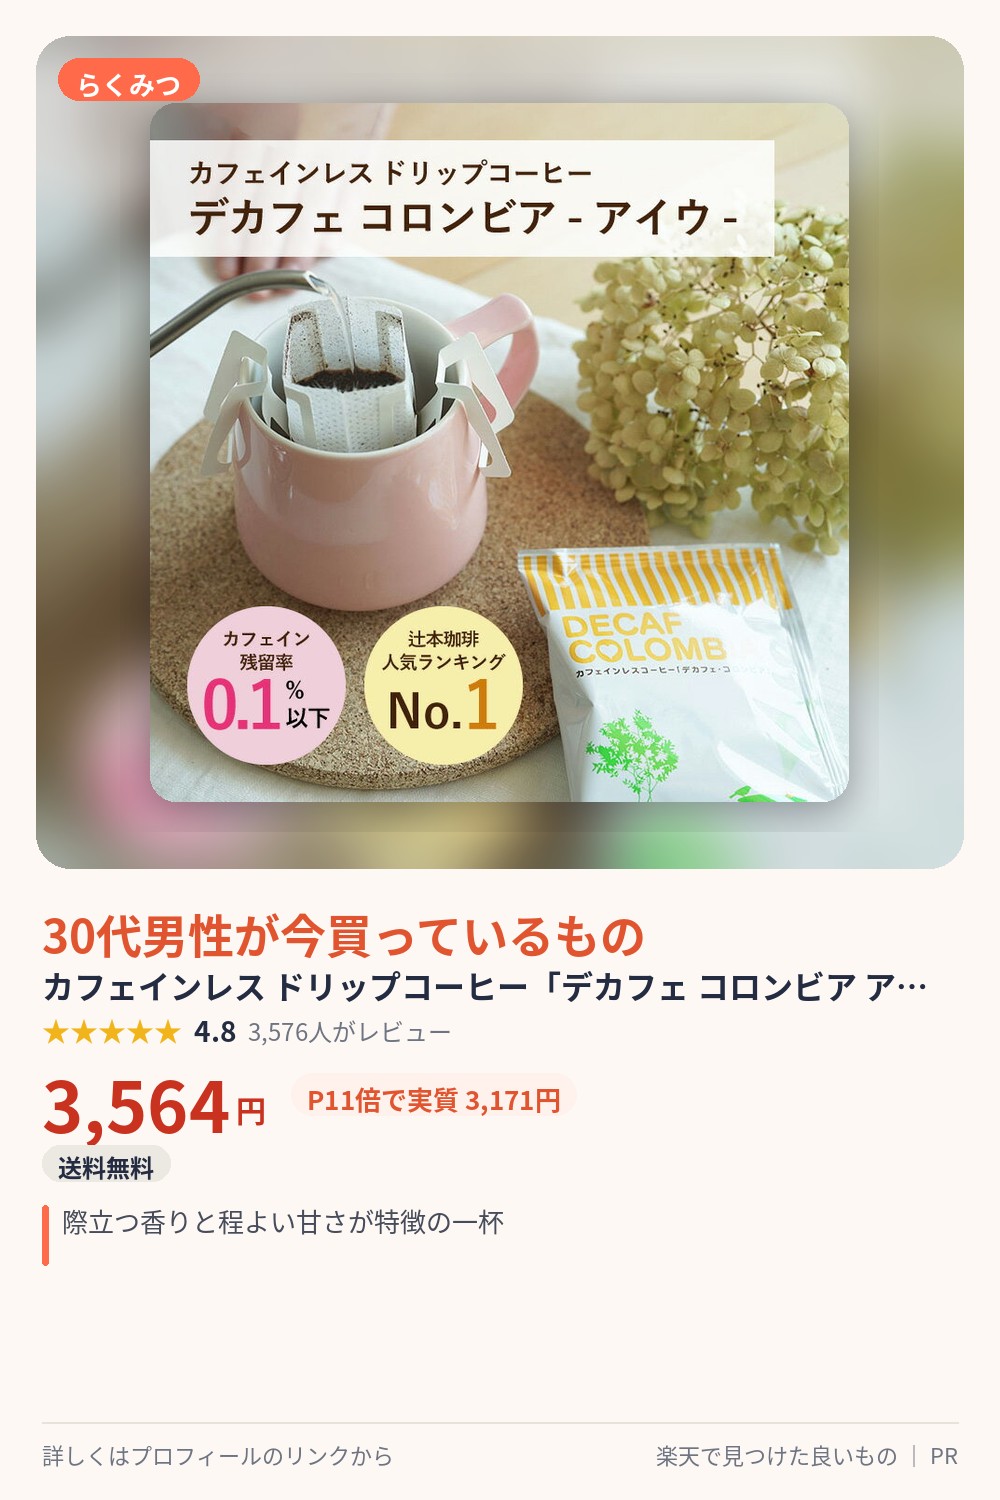 らくみつ
カフェインレス ドリップコーヒー
デカフェ コロンビア - アイウ -
DECAF
COLOMB
カフェイン
残留率
0.1%以下
辻本珈琲
人気ランキング
No.1
30代男性が今買っているもの
カフェインレス ドリップコーヒー「デカフェ コロンビア ア…
★★★★★ 4.8 3,576人がレビュー
3,564円 P11倍で実質 3,171円
送料無料
際立つ香りと程よい甘さが特徴の一杯
詳しくはプロフィールのリンクから
楽天で見つけた良いもの | PR